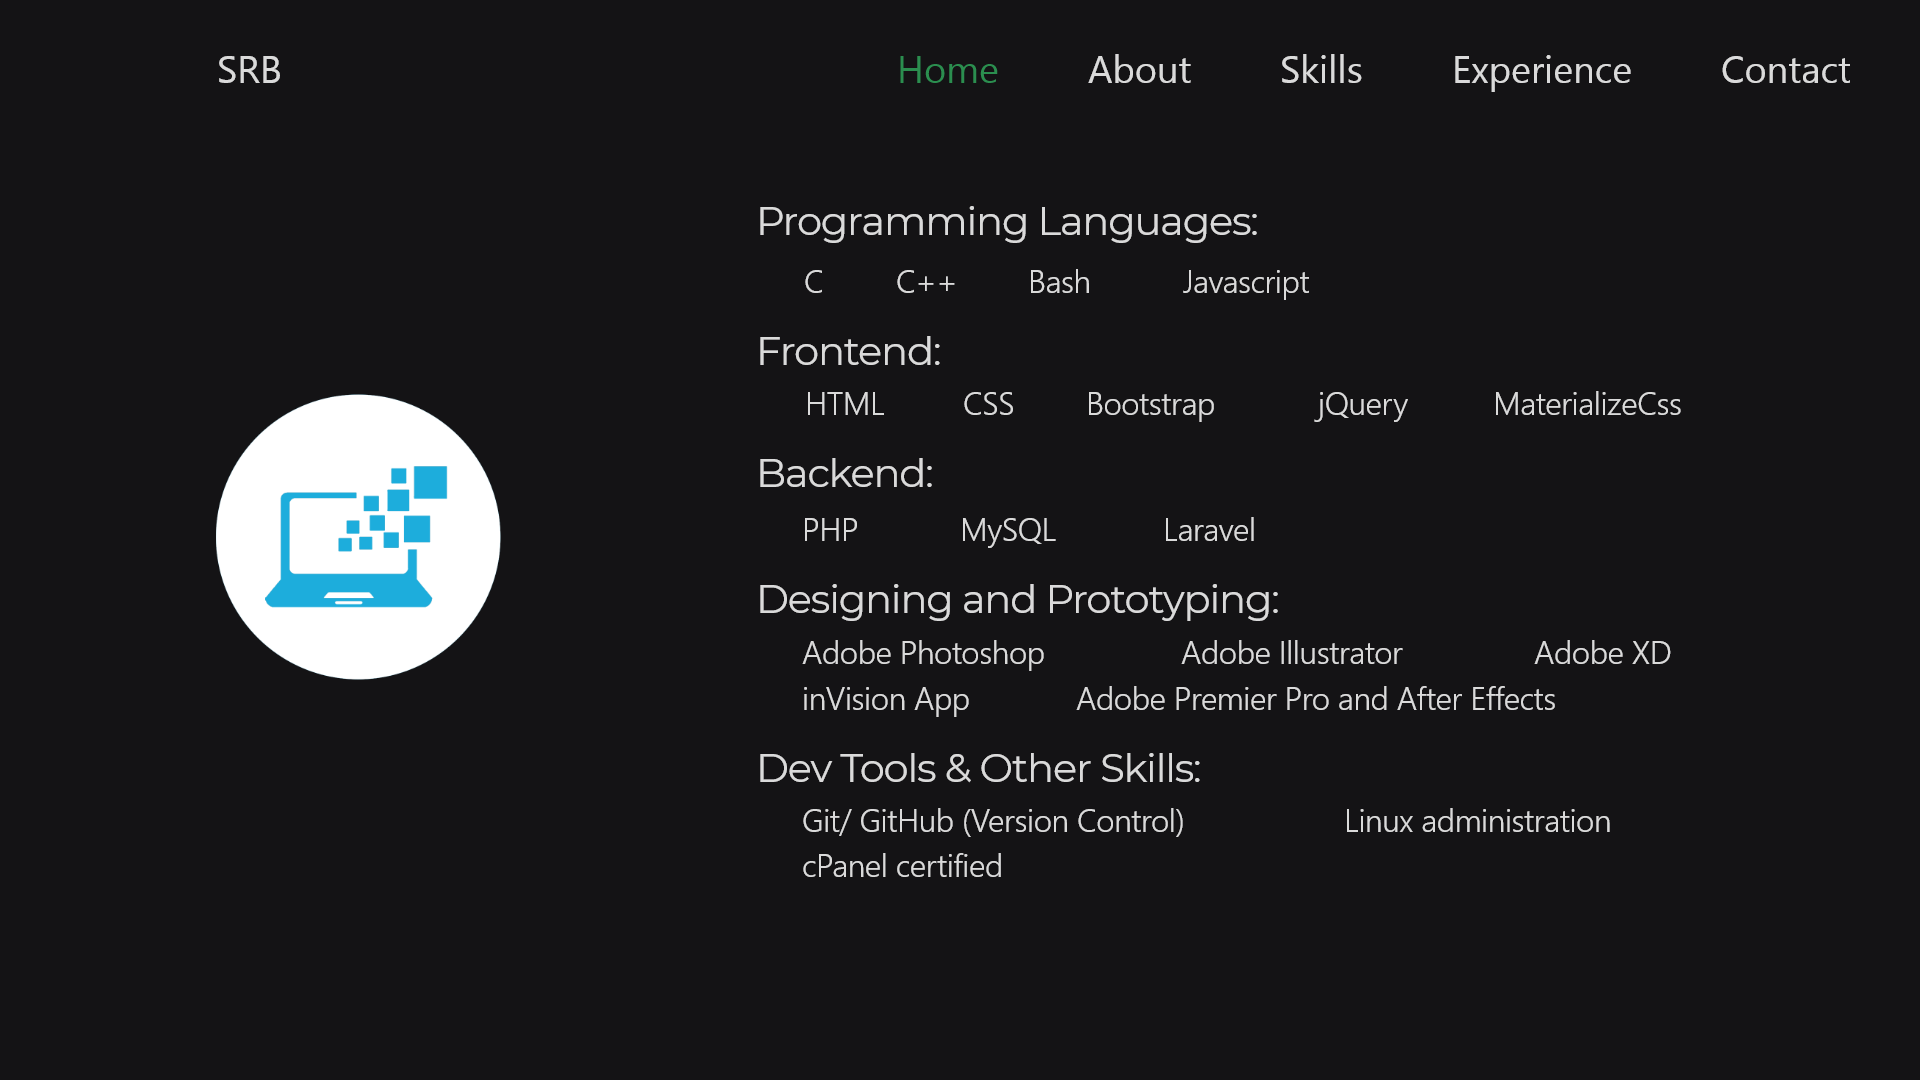 SRB Home About Skills Experience Contact
Programming Languages:
C C++ Bash Javascript
Frontend:
HTML CSS Bootstrap jQuery MaterializeCss
Backend:
PHP MySQL Laravel
Designing and Prototyping:
Adobe Photoshop Adobe Illustrator Adobe XD
inVision App Adobe Premier Pro and After Effects
Dev Tools & Other Skills:
Git/ GitHub (Version Control) Linux administration
cPanel certified